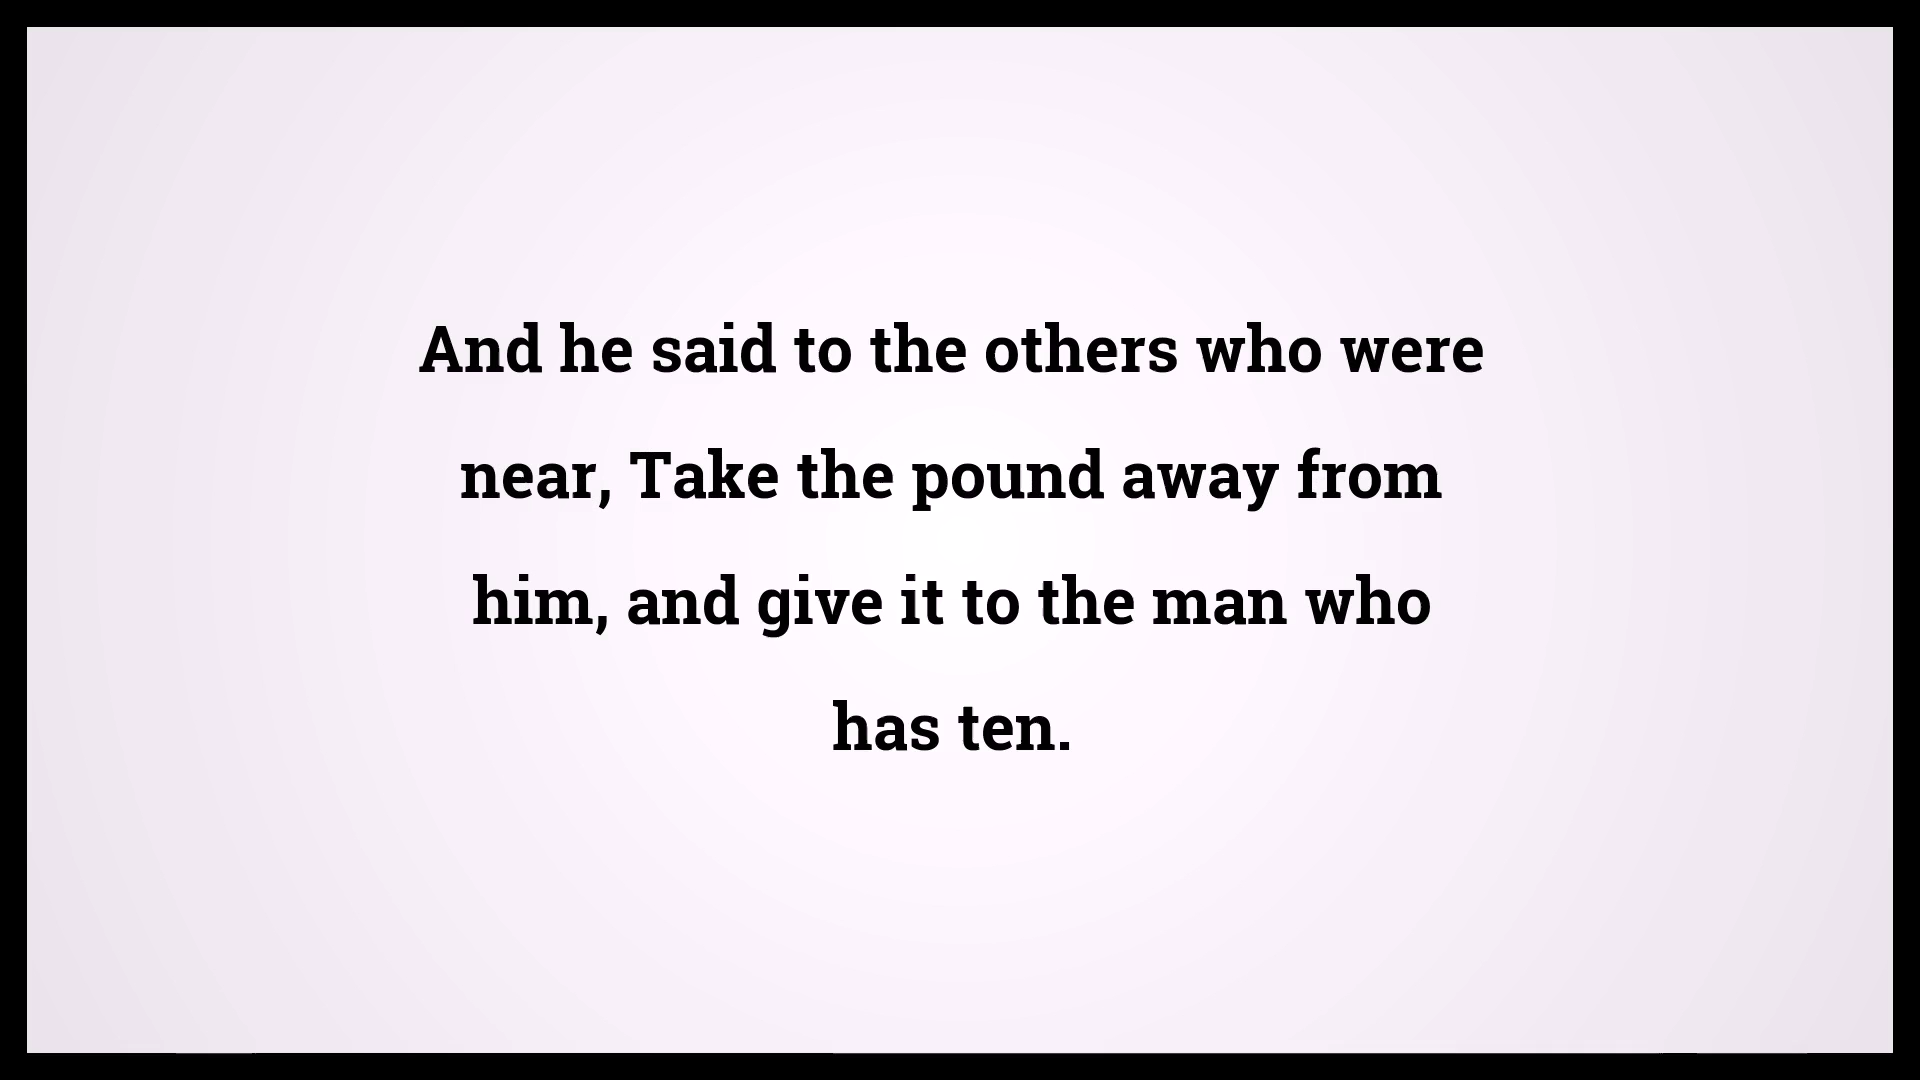 And he said to the others who were
near, Take the pound away from
him, and give it to the man who
has ten.